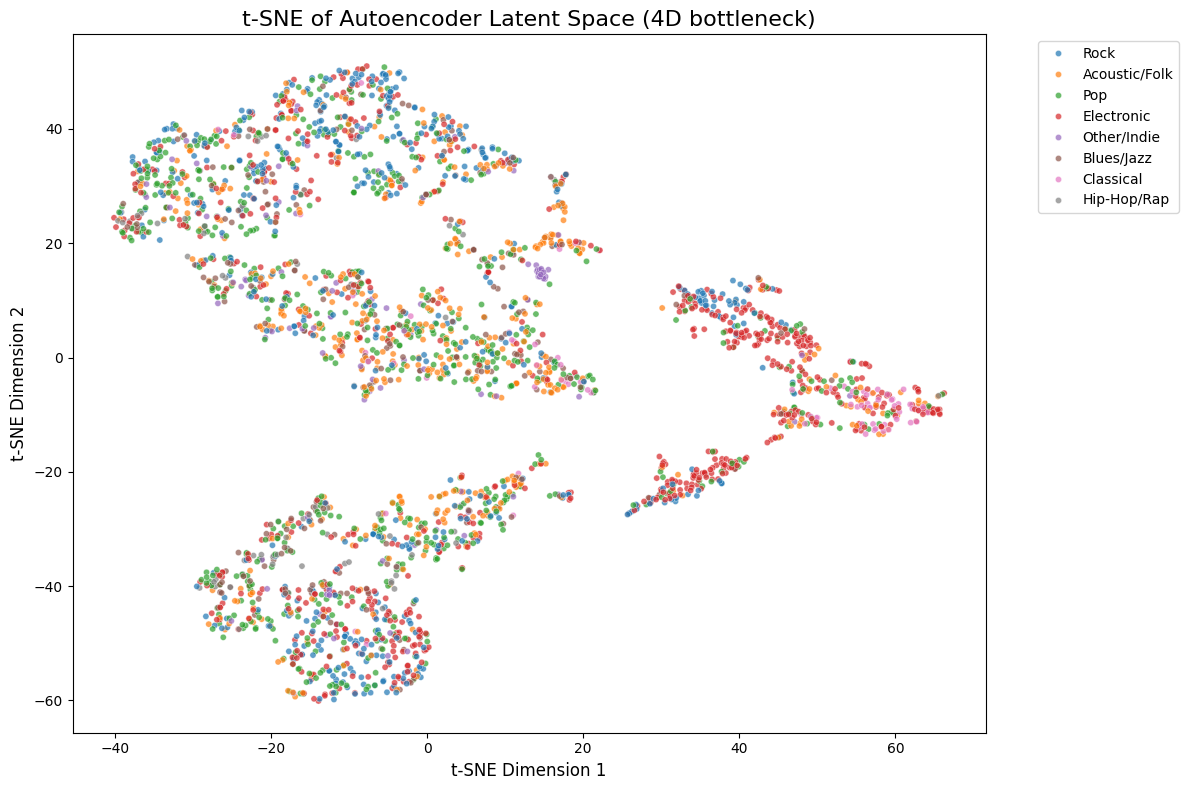 t-SNE of Autoencoder Latent Space (4D bottleneck)
Rock
Acoustic/Folk
Pop
Electronic
Other/Indie
Blues/Jazz
Classical
Hip-Hop/Rap
t-SNE Dimension 2
40
20
0
−20
−40
−60
−40
−20
0
20
40
60
t-SNE Dimension 1